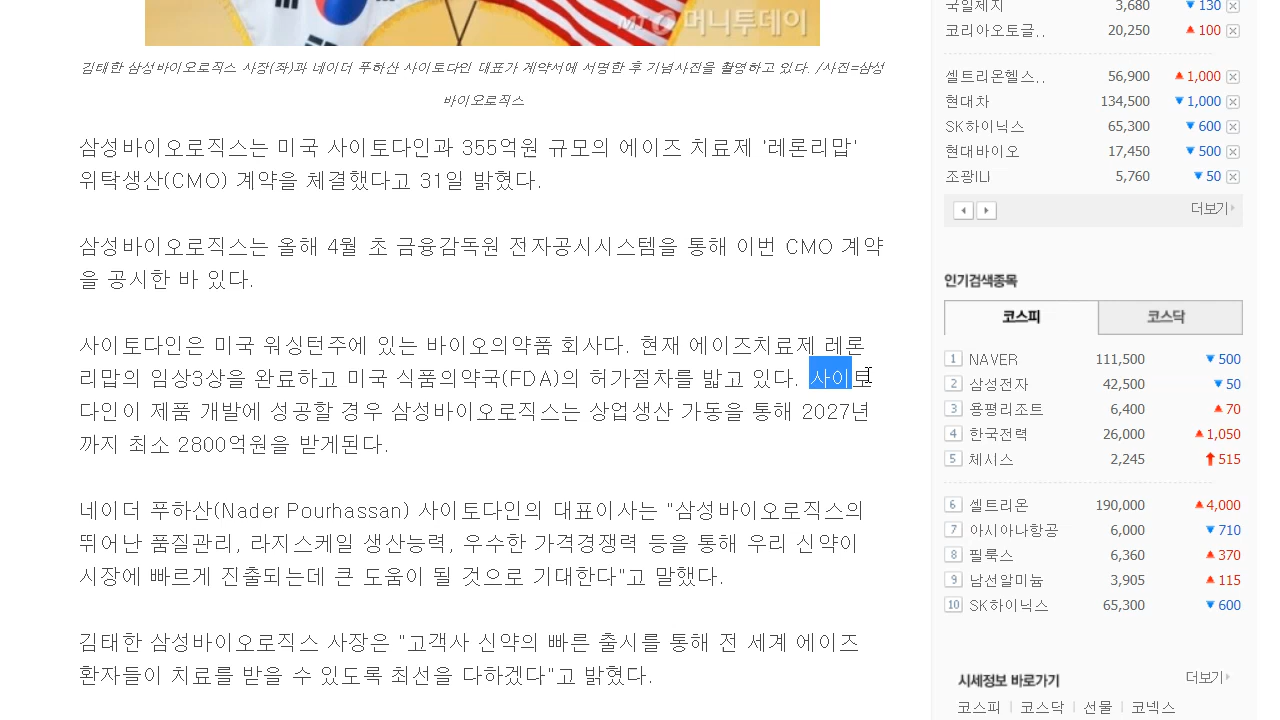 머니투데이
김태한 삼성바이오로직스 사장(좌)과 네이더 푸하산 사이토다인 대표가 계약서에 서명한 후 기념사진을 촬영하고 있다. /사진=삼성
바이오로직스
삼성바이오로직스는 미국 사이토다인과 355억원 규모의 에이즈 치료제 '레론리맙'
위탁생산(CMO) 계약을 체결했다고 31일 밝혔다.
삼성바이오로직스는 올해 4월 초 금융감독원 전자공시시스템을 통해 이번 CMO 계약
을 공시한 바 있다.
사이토다인은 미국 워싱턴주에 있는 바이오의약품 회사다. 현재 에이즈치료제 레론
리맙의 임상3상을 완료하고 미국 식품의약국(FDA)의 허가절차를 밟고 있다. 사이토
다인이 제품 개발에 성공할 경우 삼성바이오로직스는 상업생산 가동을 통해 2027년
까지 최소 2800억원을 받게된다.
네이더 푸하산(Nader Pourhassan) 사이토다인의 대표이사는 "삼성바이오로직스의
뛰어난 품질관리, 라지스케일 생산능력, 우수한 가격경쟁력 등을 통해 우리 신약이
시장에 빠르게 진출되는데 큰 도움이 될 것으로 기대한다"고 말했다.
김태한 삼성바이오로직스 사장은 "고객사 신약의 빠른 출시를 통해 전 세계 에이즈
환자들이 치료를 받을 수 있도록 최선을 다하겠다"고 밝혔다.
국일제지 3,680 ▼ 130
코리아오토글.. 20,250 ▲ 100
셀트리온헬스.. 56,900 ▲ 1,000
현대차 134,500 ▼ 1,000
SK하이닉스 65,300 ▼ 600
현대바이오 17,450 ▼ 500
조광ILI 5,760 ▼ 50
더보기
인기검색종목
코스피 코스닥
1 NAVER 111,500 ▼ 500
2 삼성전자 42,500 ▼ 50
3 용평리조트 6,400 ▲ 70
4 한국전력 26,000 ▲ 1,050
5 체시스 2,245 ↑ 515
6 셀트리온 190,000 ▲ 4,000
7 아시아나항공 6,000 ▼ 710
8 필룩스 6,360 ▲ 370
9 남선알미늄 3,905 ▲ 115
10 SK하이닉스 65,300 ▼ 600
시세정보 바로가기 더보기
코스피 | 코스닥 | 선물 | 코넥스